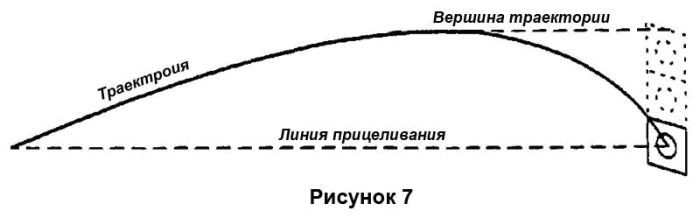 Вершина траектории
Траектроия
Линия прицеливания
Рисунок 7